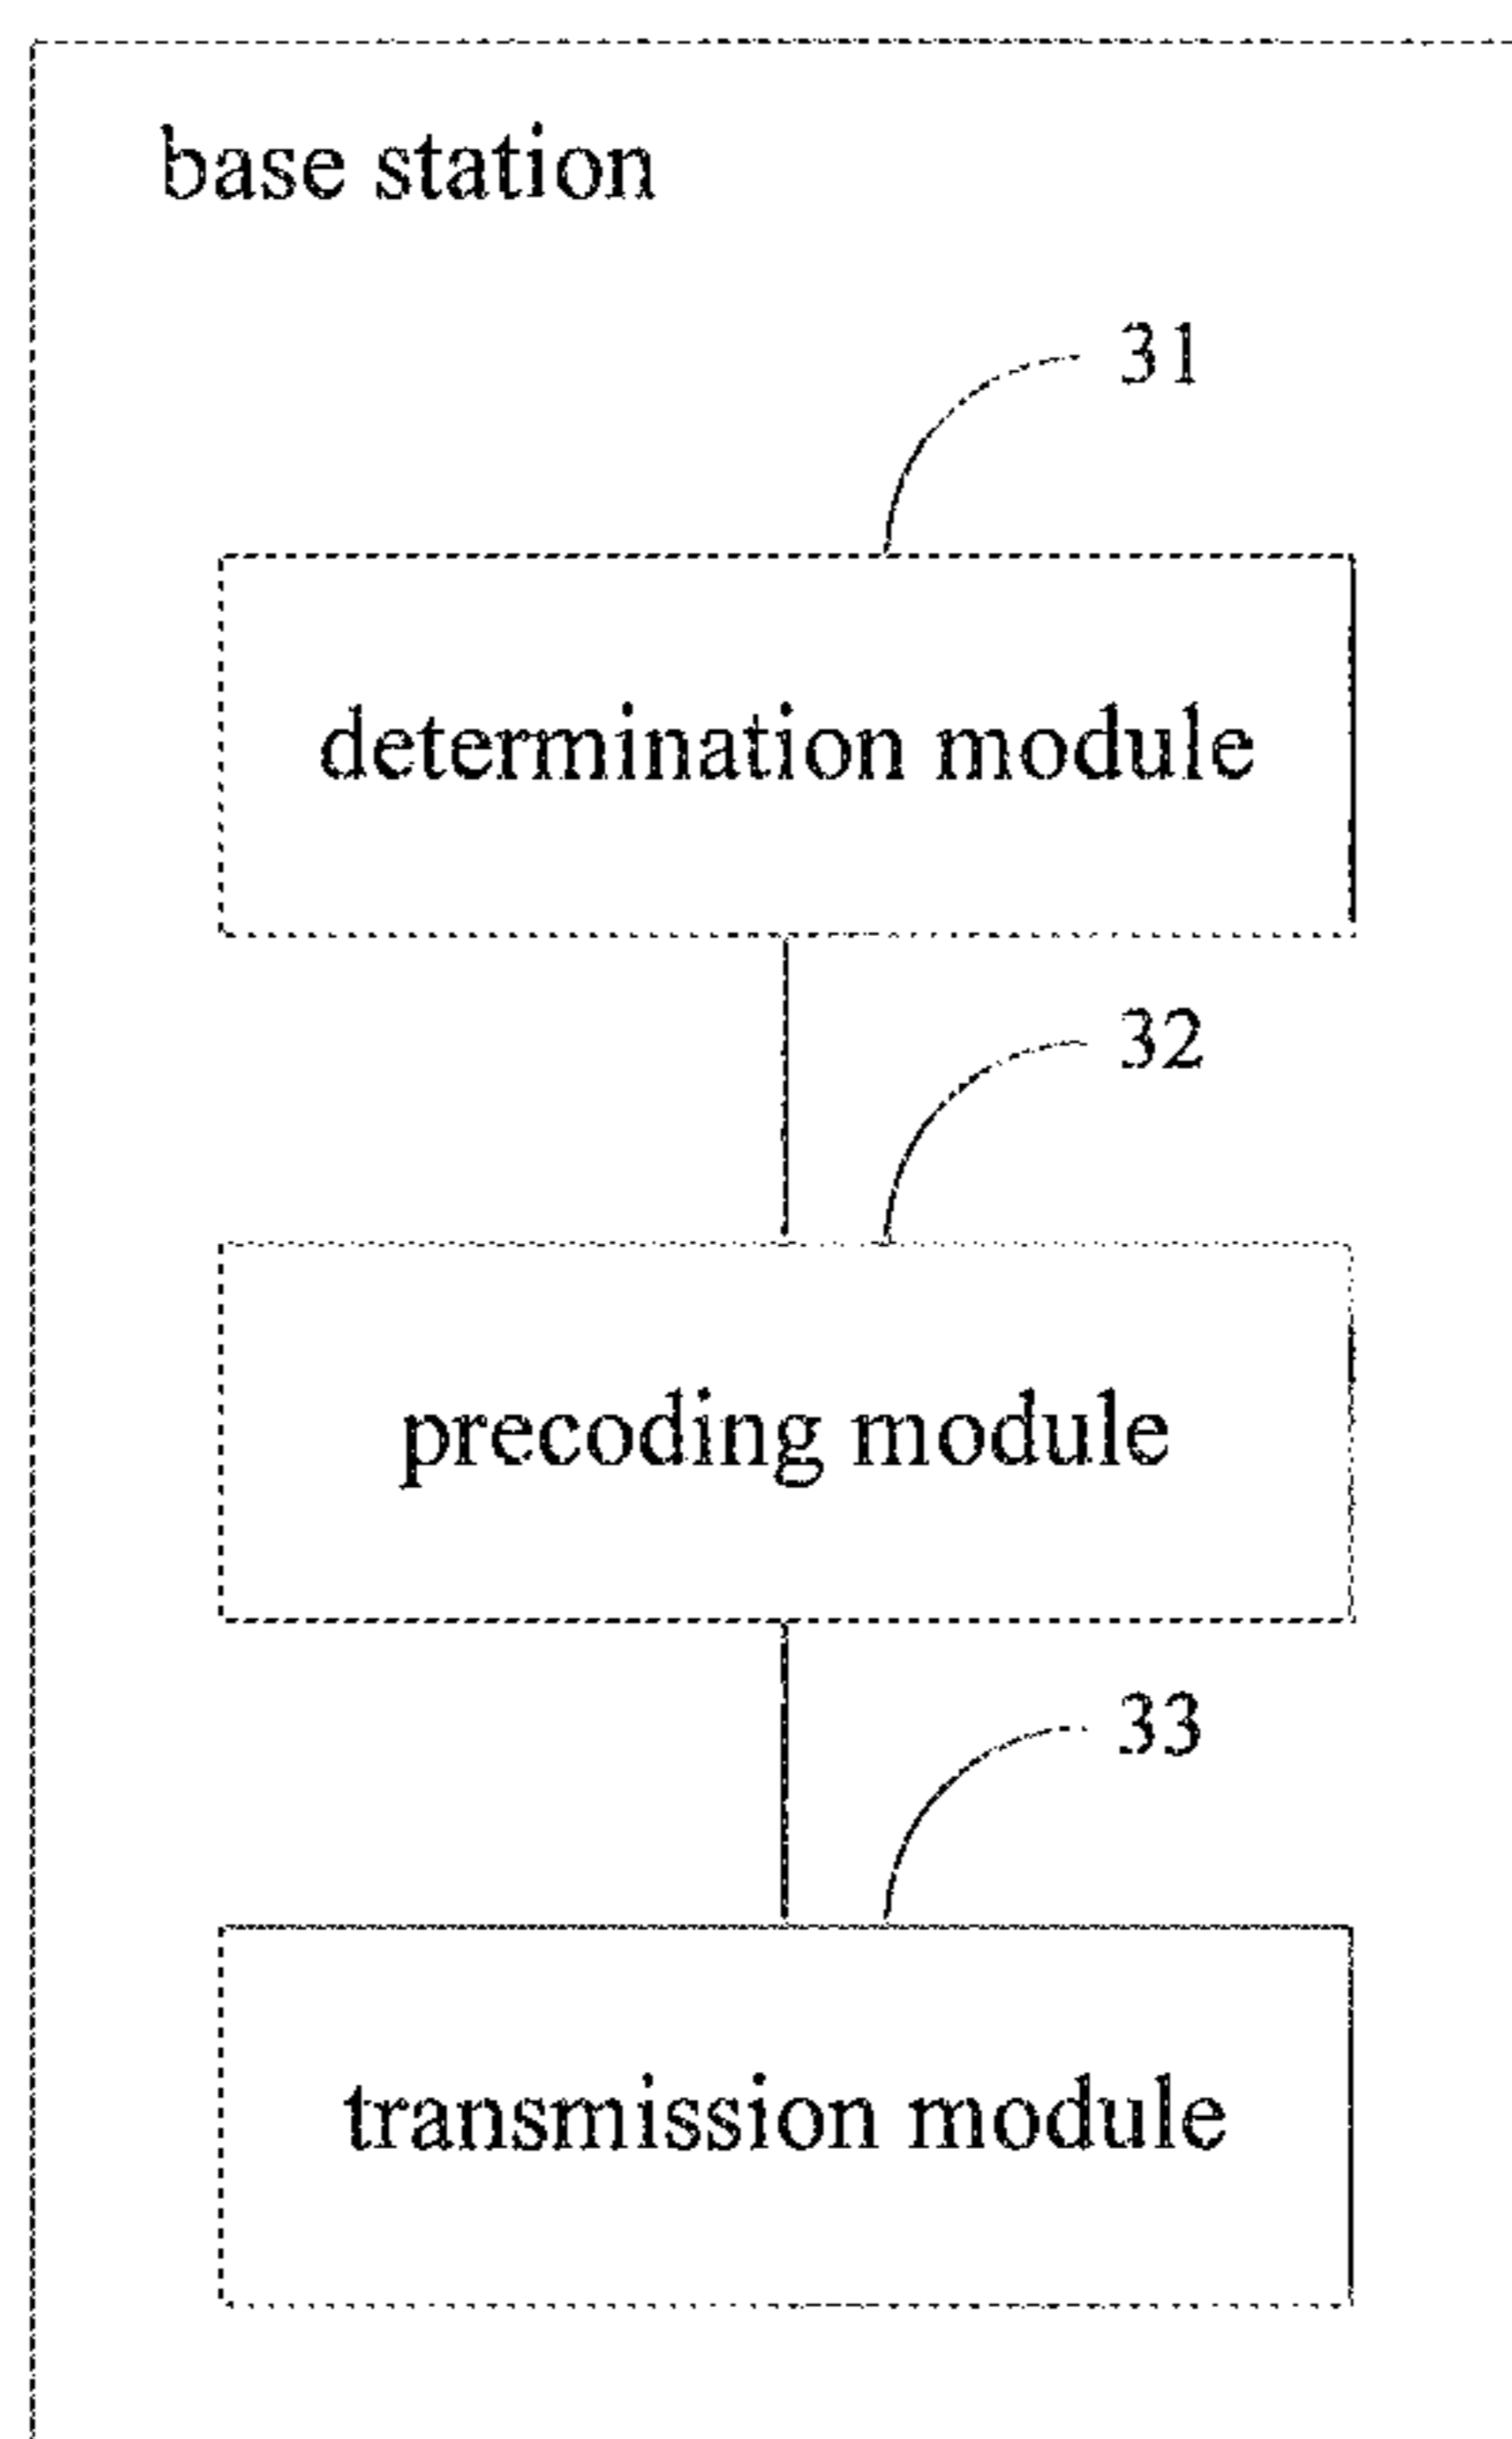 base station
31
determination module
32
precoding module
33
transmission module